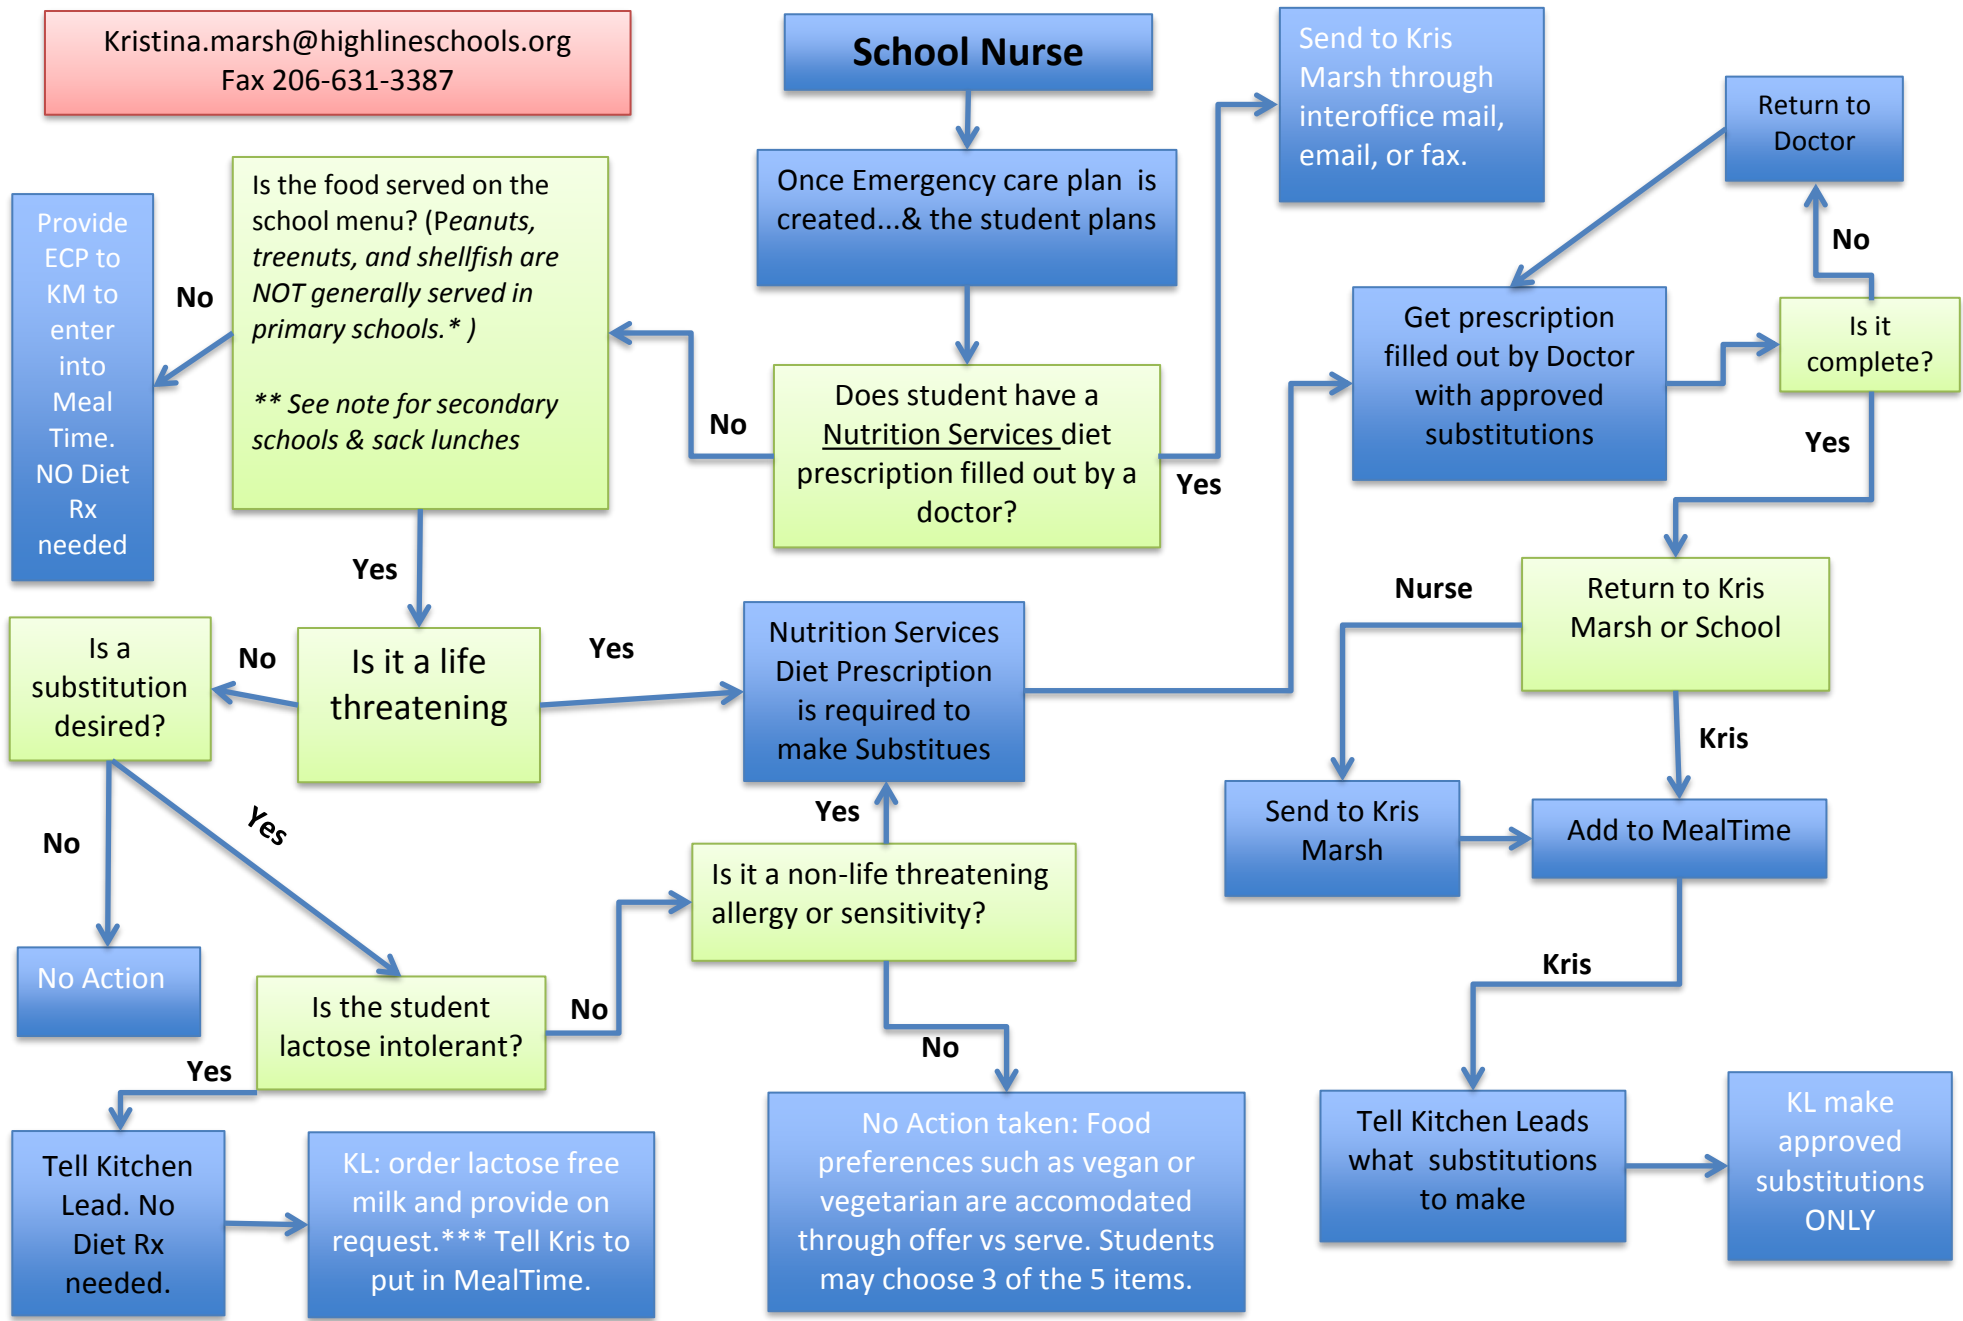 Kristina.marsh@highlineschools.org
Fax 206-631-3387
School Nurse
Send to Kris
Marsh through
interoffice mail,
email, or fax.
Return to
Doctor
Once Emergency care plan  is
created...& the student plans
Is the food served on the
school menu? (Peanuts,
treenuts, and shellfish are
NOT generally served in
primary schools.* )
** See note for secondary
schools & sack lunches
No
Provide
ECP to
KM to
enter
into
Meal
Time.
NO Diet
Rx
needed
No
Does student have a
Nutrition Services diet
prescription filled out by a
doctor?
Yes
Get prescription
filled out by Doctor
with approved
substitutions
No
Is it
complete?
Yes
Yes
Is it a life
threatening
No
Is a
substitution
desired?
Yes
Nutrition Services
Diet Prescription
is required to
make Substitues
Nurse
Return to Kris
Marsh or School
Kris
Send to Kris
Marsh
Add to MealTime
No
Yes
No Action
Yes
Is it a non-life threatening
allergy or sensitivity?
Is the student
lactose intolerant?
No
Yes
No
Kris
Tell Kitchen
Lead. No
Diet Rx
needed.
KL: order lactose free
milk and provide on
request.*** Tell Kris to
put in MealTime.
No Action taken: Food
preferences such as vegan or
vegetarian are accomodated
through offer vs serve. Students
may choose 3 of the 5 items.
Tell Kitchen Leads
what  substitutions
to make
KL make
approved
substitutions
ONLY